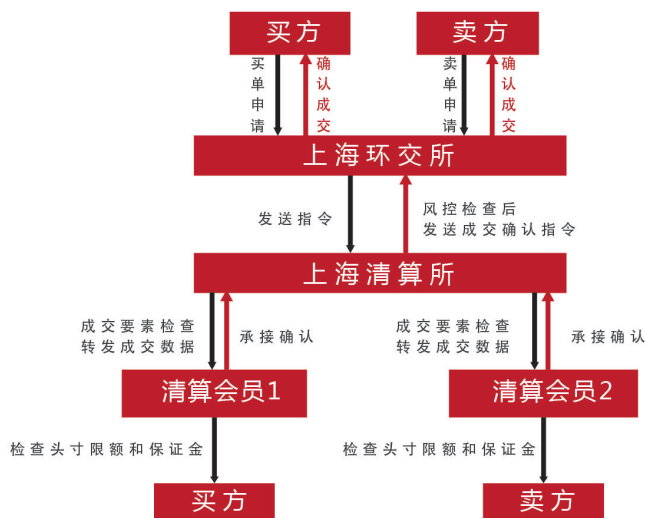 买方
卖方
买单申请
确认成交
卖单申请
确认成交
上海环交所
发送指令
风控检查后
发送成交确认指令
上海清算所
成交要素检查
转发成交数据
承接确认
成交要素检查
转发成交数据
承接确认
清算会员1
清算会员2
检查头寸限额和保证金
检查头寸限额和保证金
买方
卖方